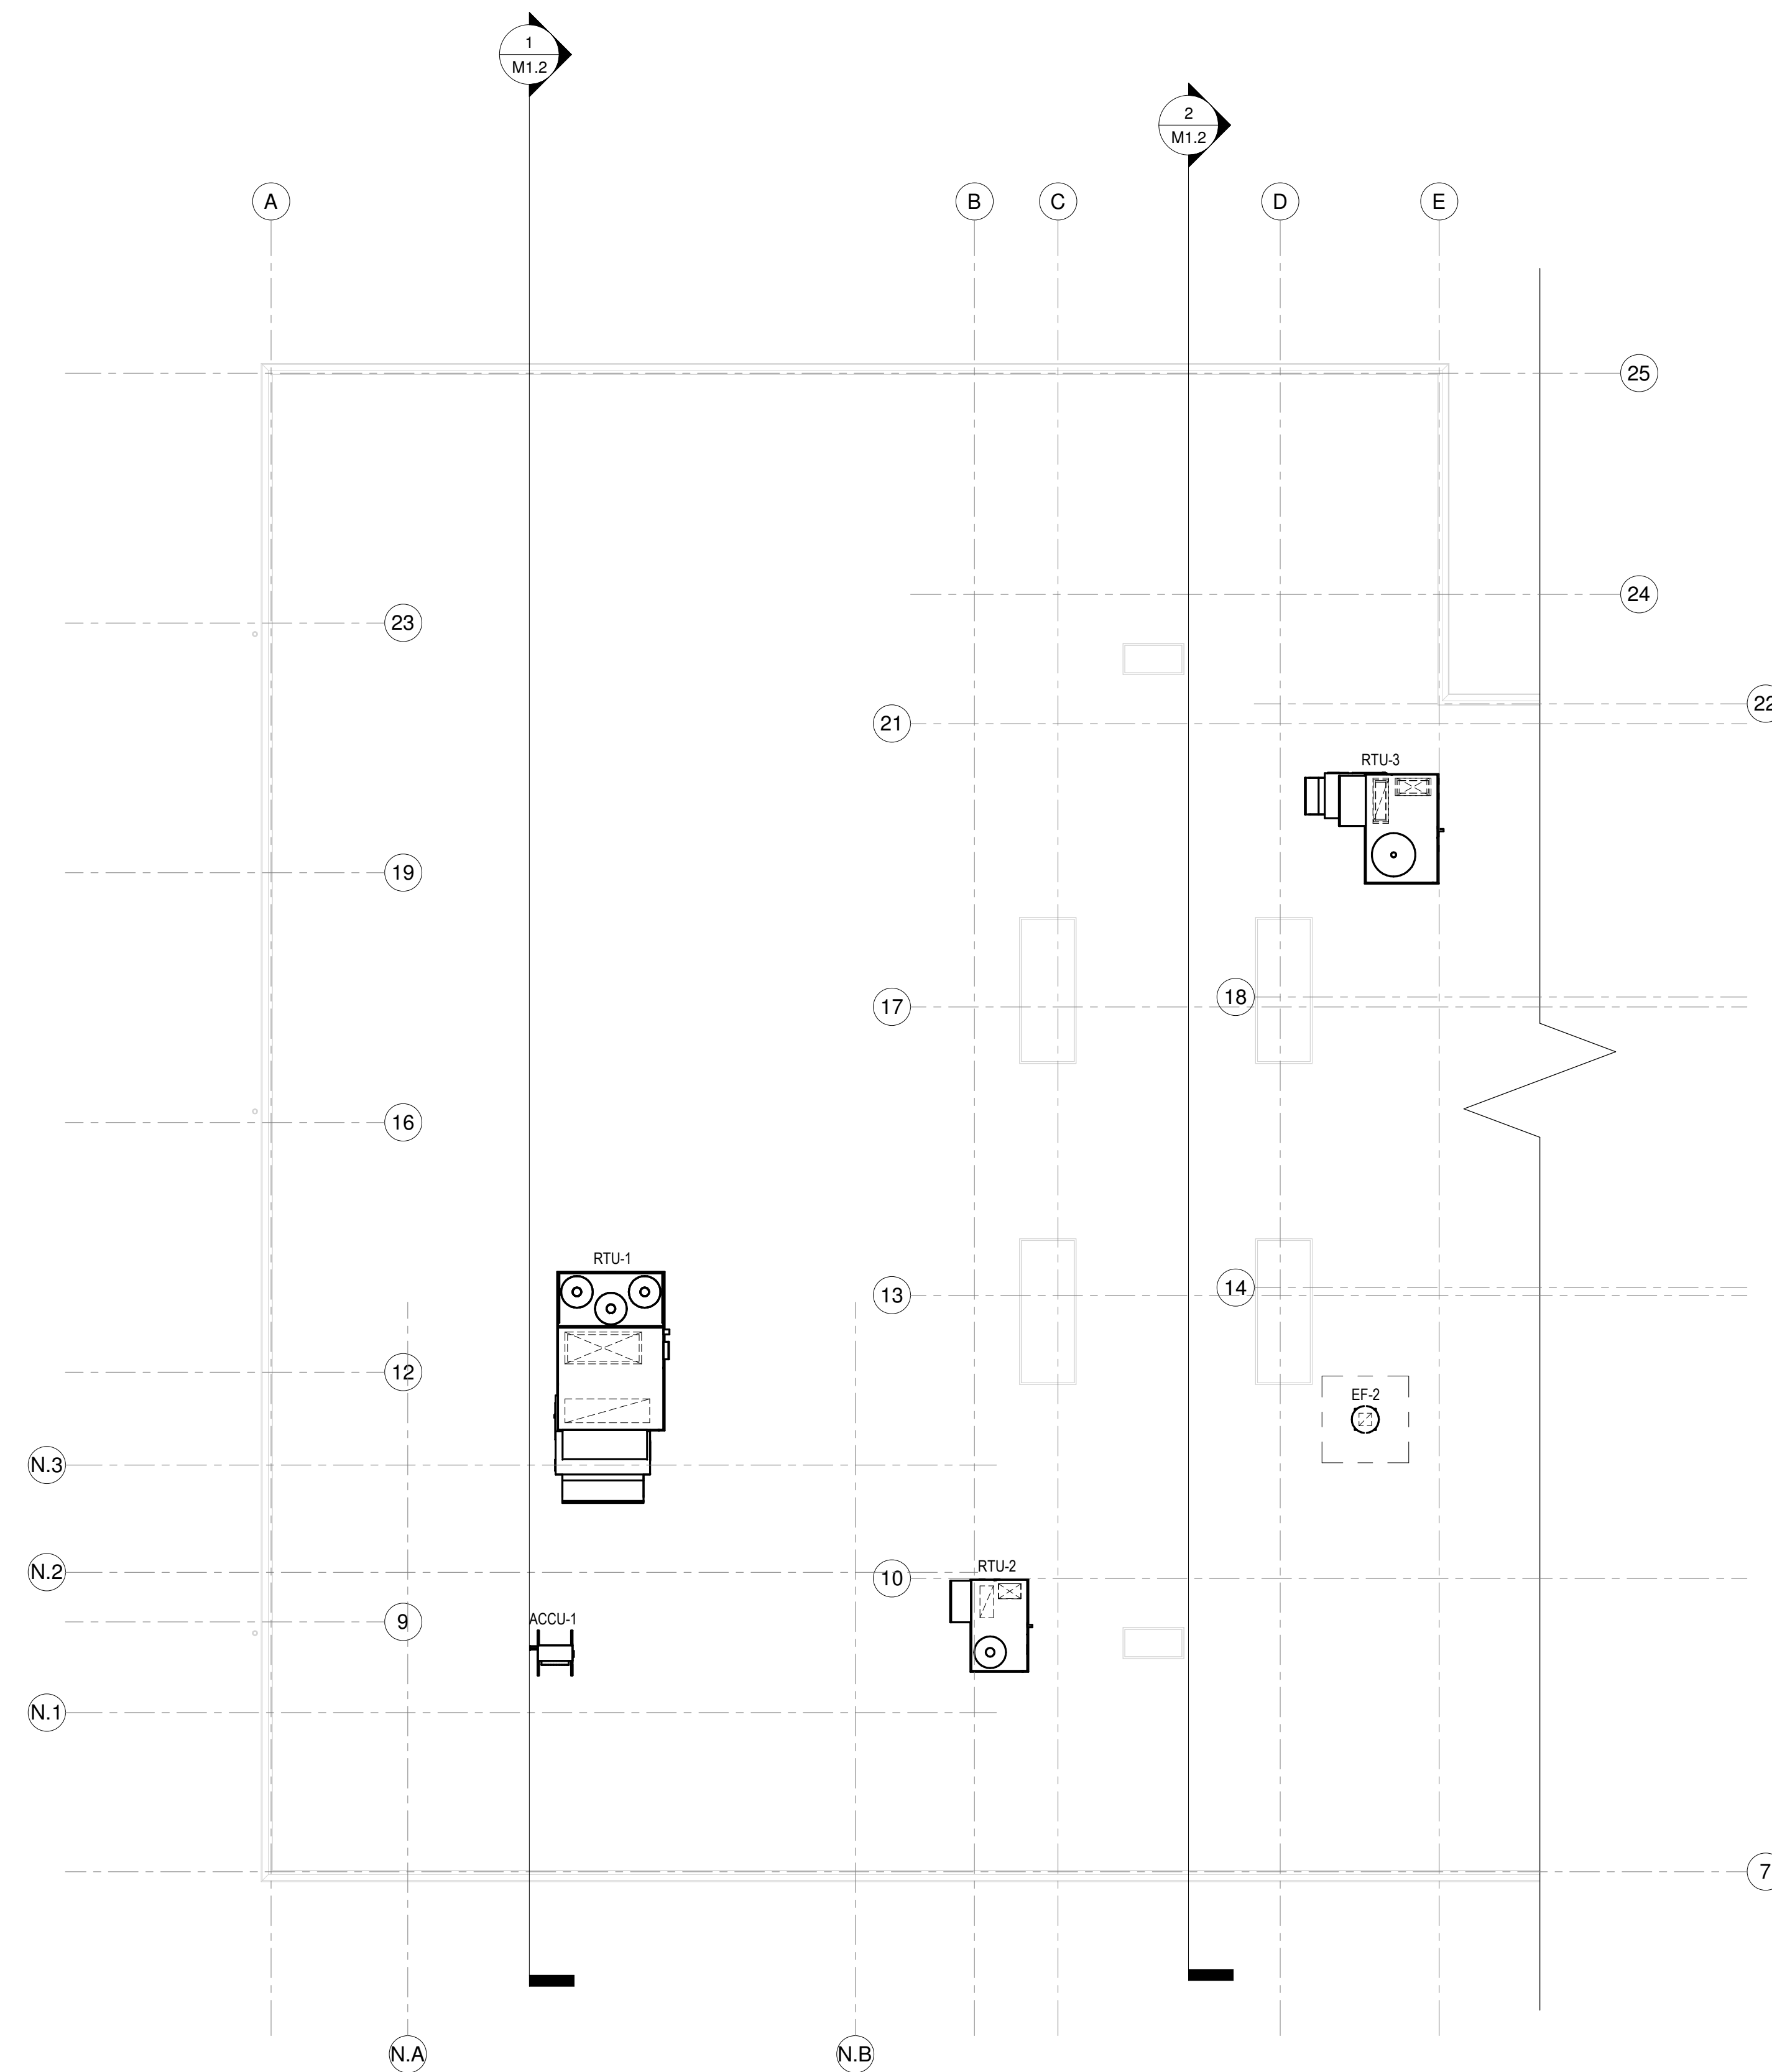 1
M1.2
2
M1.2
A
B
C
D
E
25
24
23
22
21
RTU-3
19
18
17
16
RTU-1
14
13
12
EF-2
N.3
RTU-2
N.2
10
ACCU-1
9
N.1
7
N.A
N.B